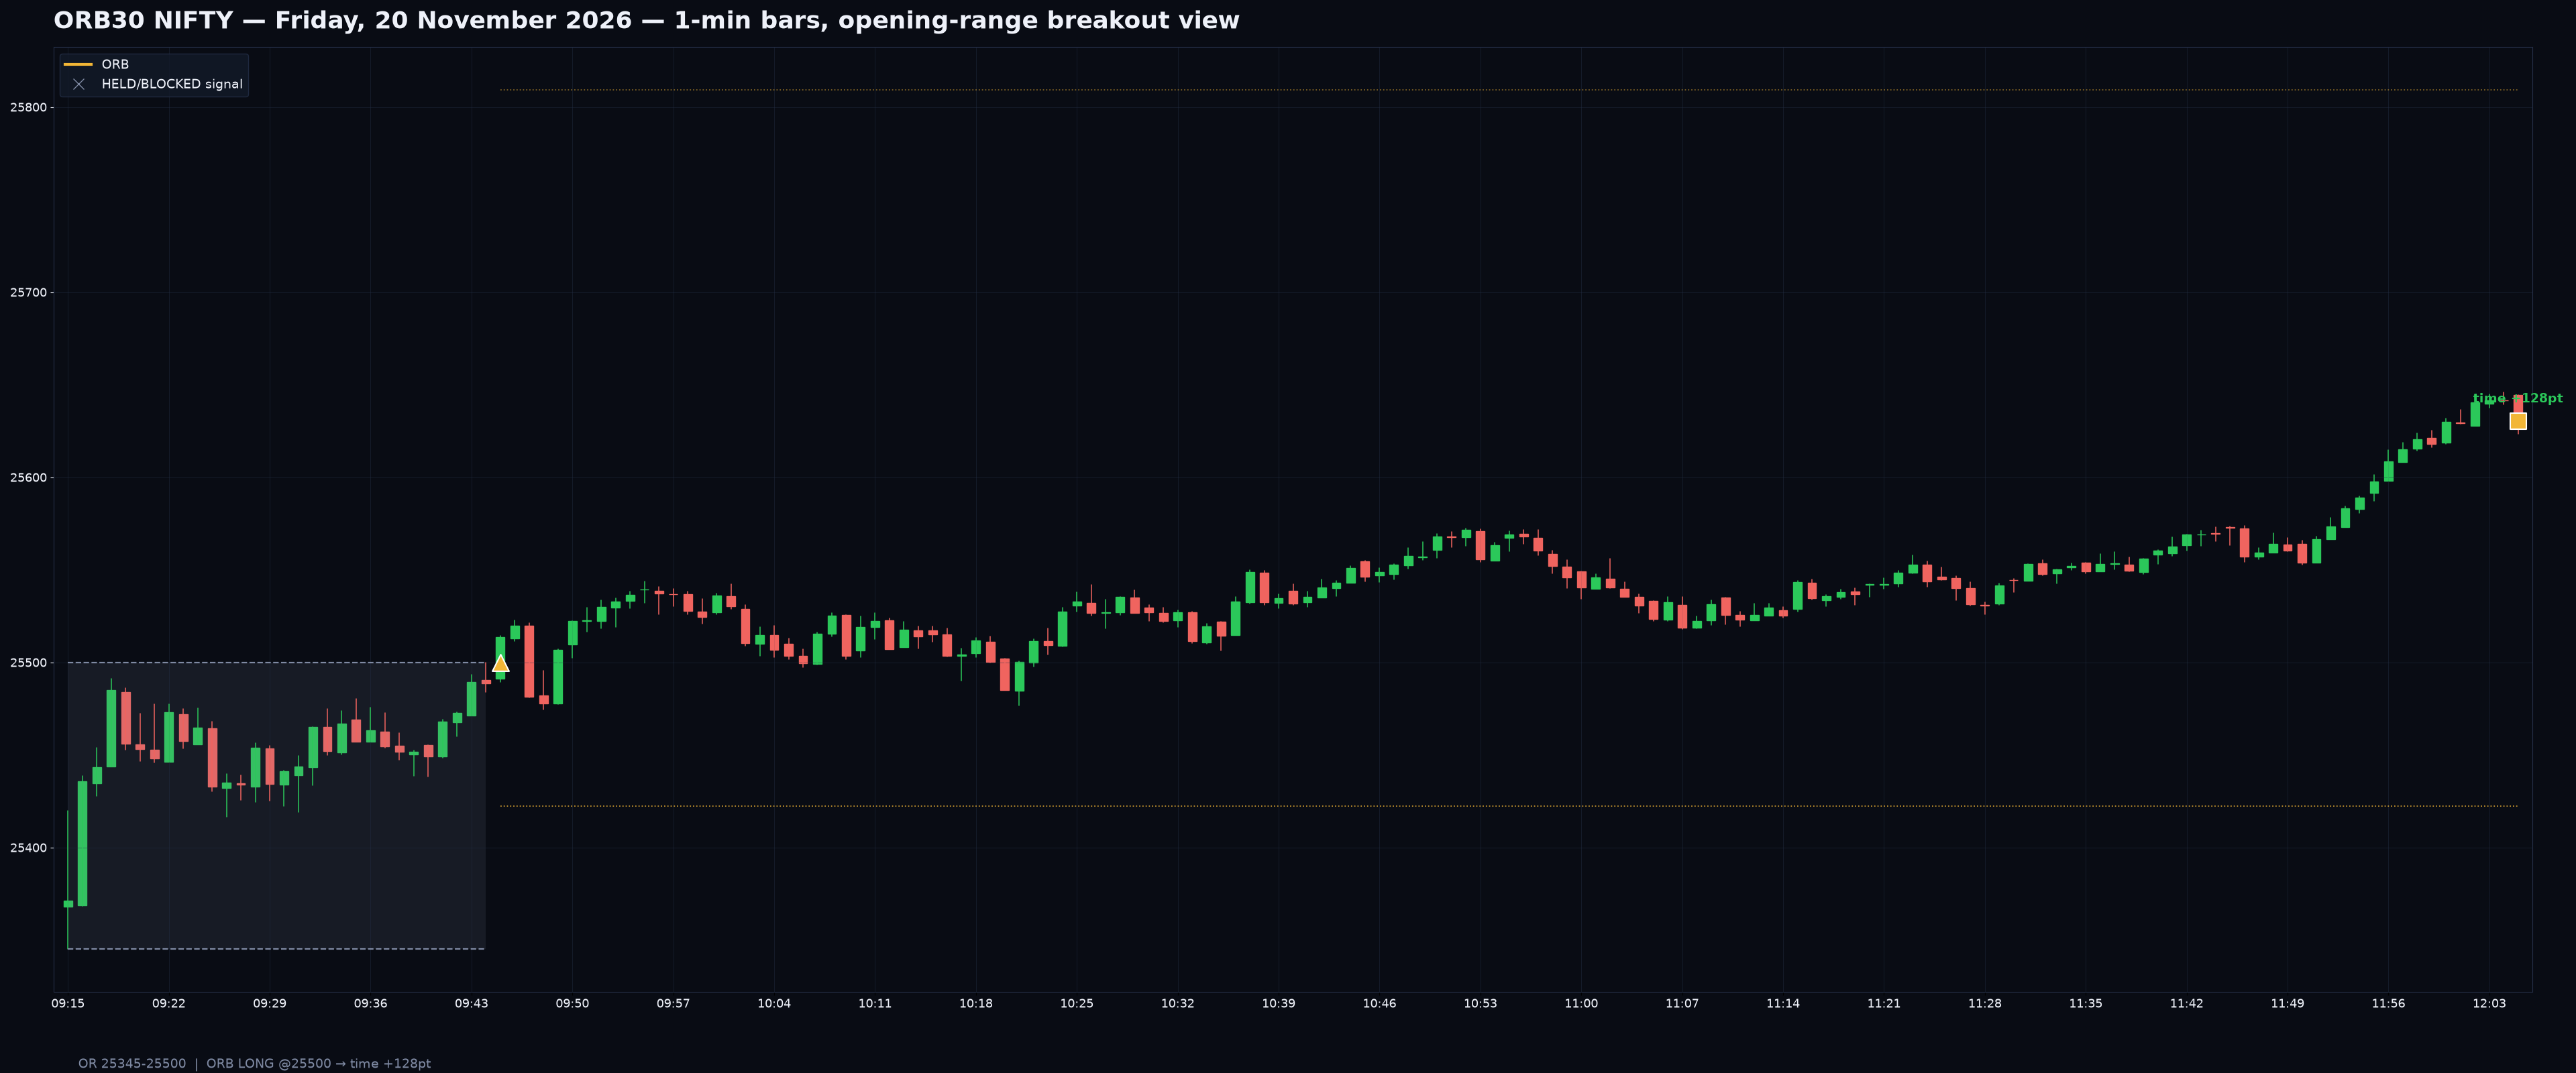 ORB30 NIFTY — Friday, 20 November 2026 — 1-min bars, opening-range breakout view
ORB
HELD/BLOCKED signal
25800
25700
25600
25500
25400
time +128pt
09:15 09:22 09:29 09:36 09:43 09:50 09:57 10:04 10:11 10:18 10:25 10:32 10:39 10:46 10:53 11:00 11:07 11:14 11:21 11:28 11:35 11:42 11:49 11:56 12:03
OR 25345-25500 | ORB LONG @25500 → time +128pt